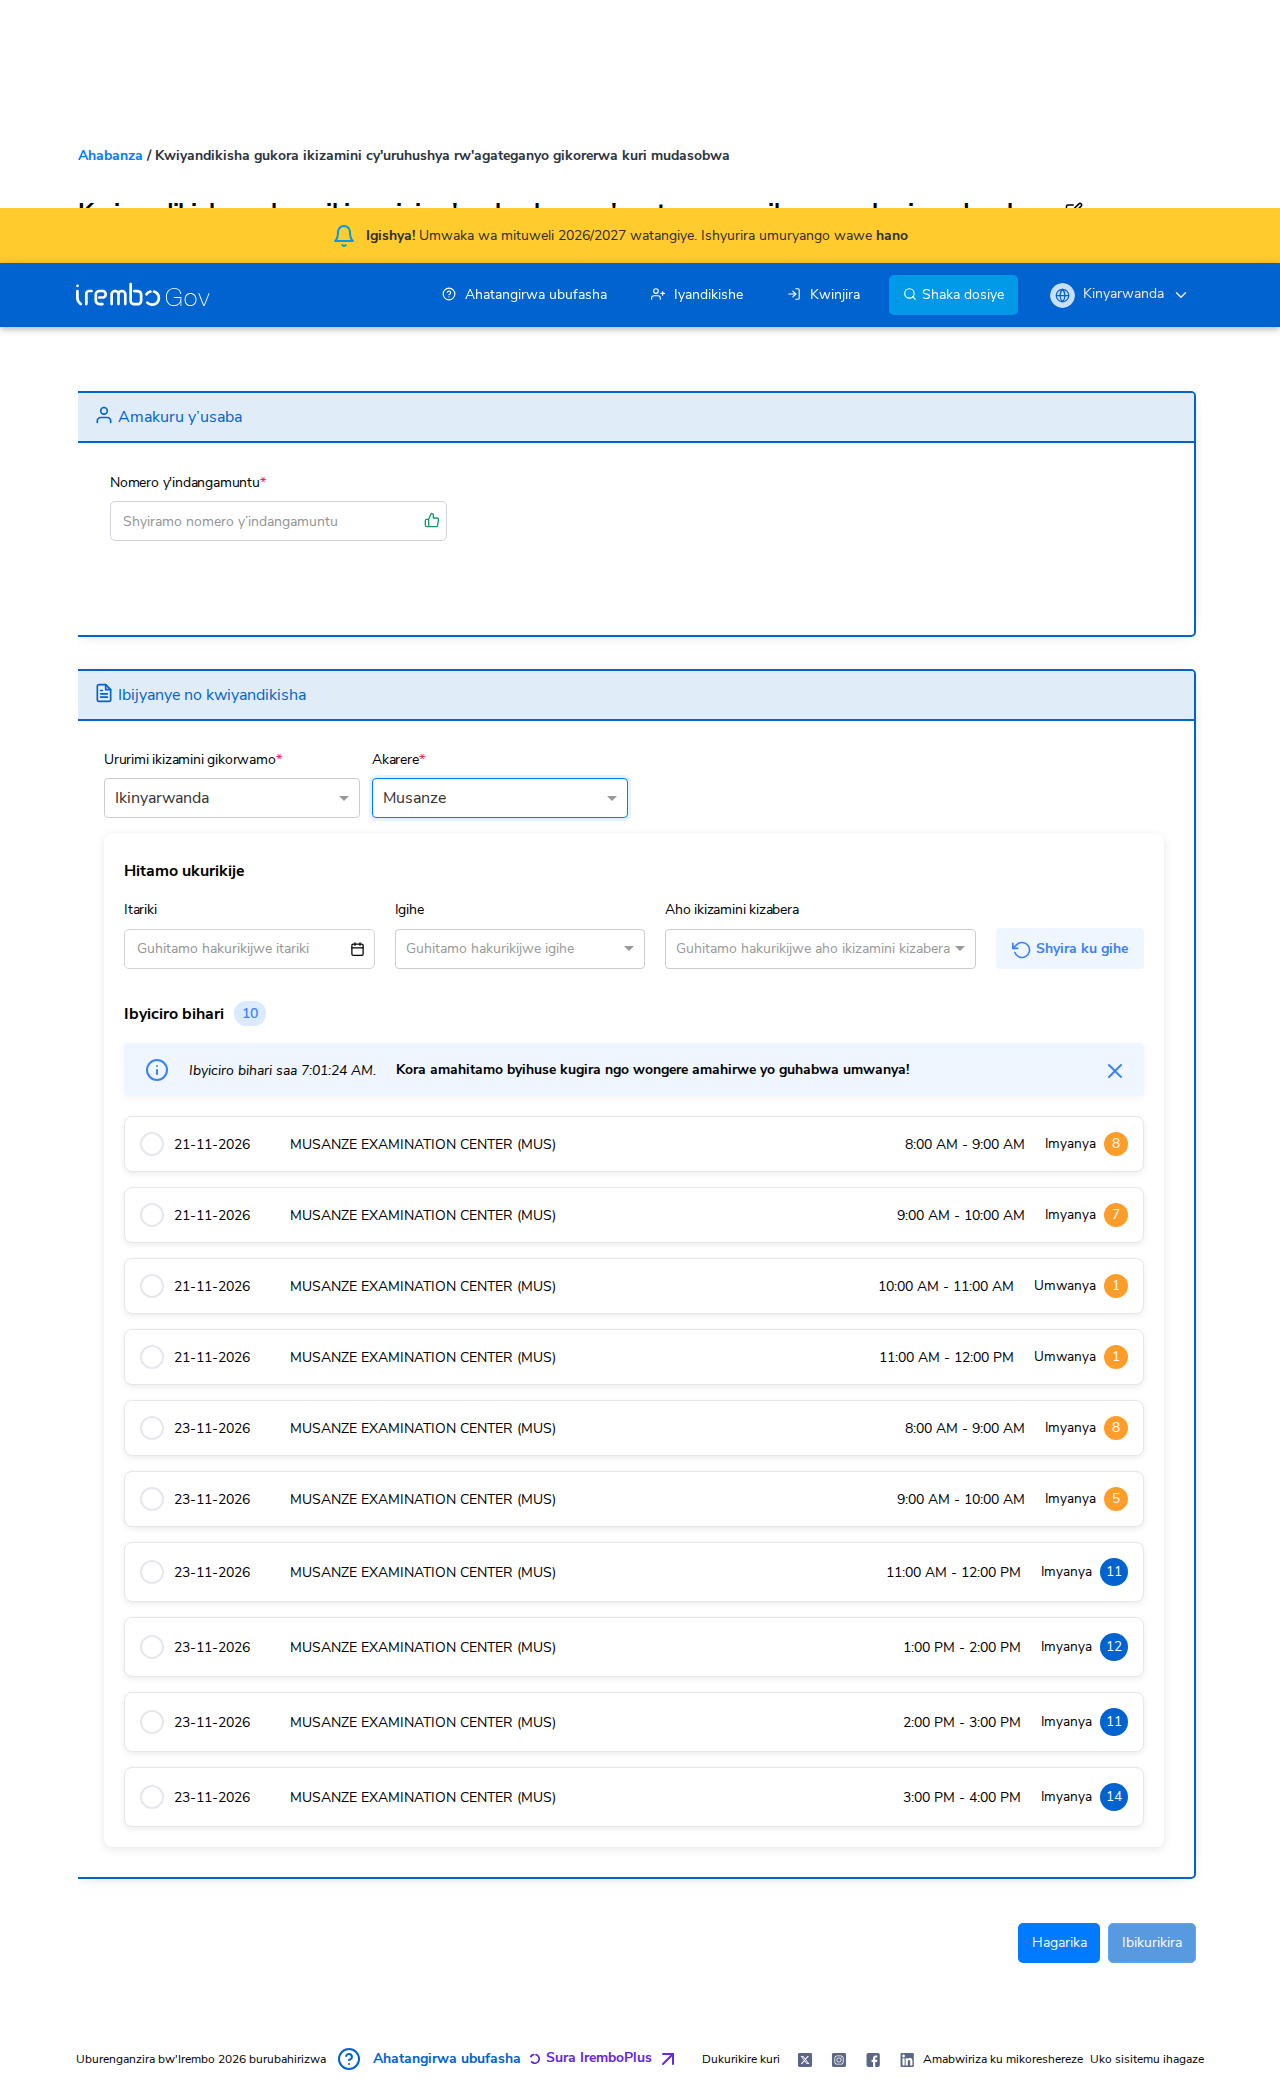 Ahabanza / Kwiyandikisha gukora ikizamini cy'uruhushya rw'agateganyo gikorerwa kuri mudasobwa
Igishya! Umwaka wa mituweli 2026/2027 watangiye. Ishyurira umuryango wawe hano
irembo Gov
Ahatangirwa ubufasha
Iyandikishe
Kwinjira
Shaka dosiye
Kinyarwanda
Amakuru y'usaba
Nomero y'indangamuntu*
Shyiramo nomero y'indangamuntu
Ibijyanye no kwiyandikisha
Ururimi ikizamini gikorwamo* Akarere*
Ikinyarwanda Musanze
Hitamo ukurikije
Itariki Igihe Aho ikizamini kizabera
Guhitamo hakurikijwe itariki Guhitamo hakurikijwe igihe Guhitamo hakurikijwe aho ikizamini kizabera Shyira ku gihe
Ibyiciro bihari 10
Ibyiciro bihari saa 7:01:24 AM. Kora amahitamo byihuse kugira ngo wongere amahirwe yo guhabwa umwanya!
21-11-2026 MUSANZE EXAMINATION CENTER (MUS) 8:00 AM - 9:00 AM Imyanya 8
21-11-2026 MUSANZE EXAMINATION CENTER (MUS) 9:00 AM - 10:00 AM Imyanya 7
21-11-2026 MUSANZE EXAMINATION CENTER (MUS) 10:00 AM - 11:00 AM Umwanya 1
21-11-2026 MUSANZE EXAMINATION CENTER (MUS) 11:00 AM - 12:00 PM Umwanya 1
23-11-2026 MUSANZE EXAMINATION CENTER (MUS) 8:00 AM - 9:00 AM Imyanya 8
23-11-2026 MUSANZE EXAMINATION CENTER (MUS) 9:00 AM - 10:00 AM Imyanya 5
23-11-2026 MUSANZE EXAMINATION CENTER (MUS) 11:00 AM - 12:00 PM Imyanya 11
23-11-2026 MUSANZE EXAMINATION CENTER (MUS) 1:00 PM - 2:00 PM Imyanya 12
23-11-2026 MUSANZE EXAMINATION CENTER (MUS) 2:00 PM - 3:00 PM Imyanya 11
23-11-2026 MUSANZE EXAMINATION CENTER (MUS) 3:00 PM - 4:00 PM Imyanya 14
Hagarika Ibikurikira
Uburenganzira bw'Irembo 2026 burubahirizwa Ahatangirwa ubufasha Sura IremboPlus Dukurikire kuri Amabwiriza ku mikoreshereze Uko sisitemu ihagaze